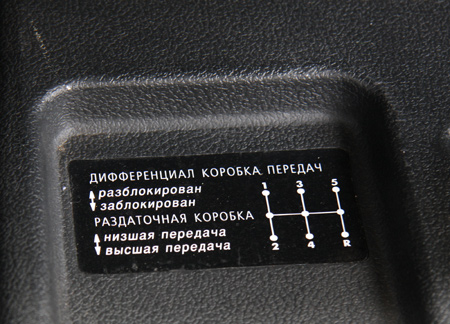 ДИФФЕРЕНЦИАЛ КОРОБКА ПЕРЕДАЧ
разблокирован
заблокирован
РАЗДАТОЧНАЯ КОРОБКА
низшая передача
высшая передача
1 3 5
2 4 R